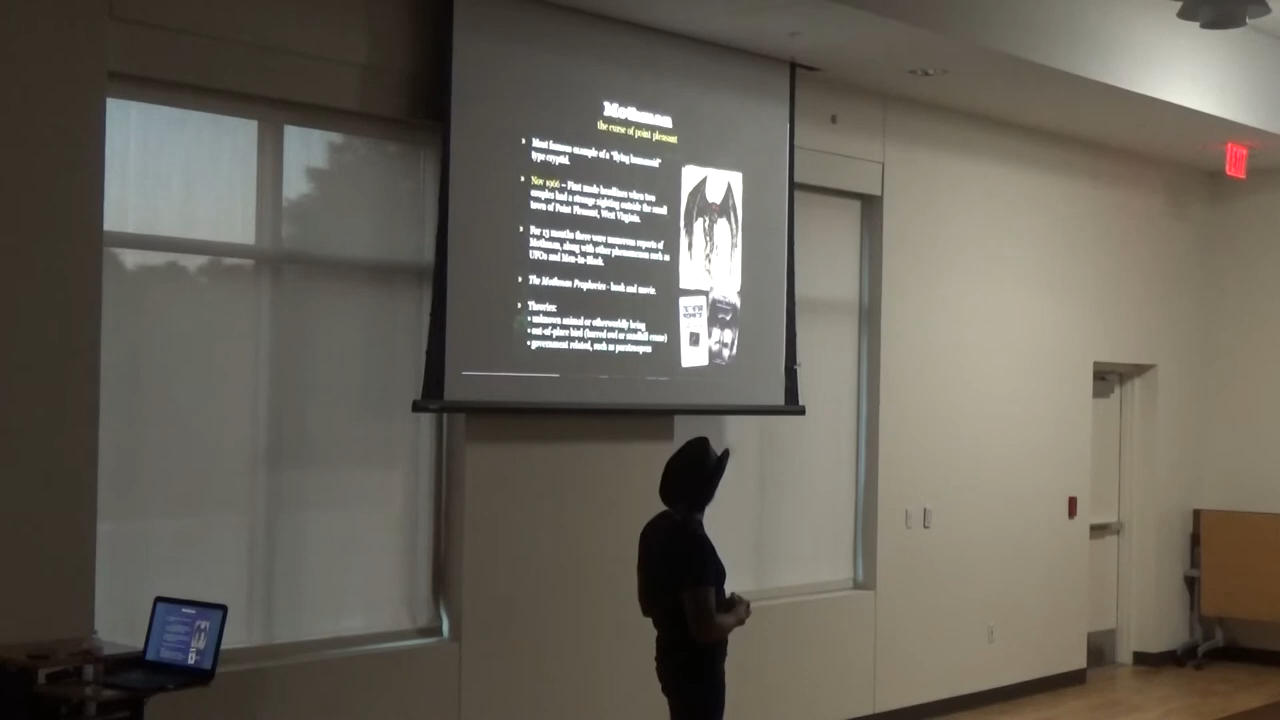 Mothman
the curse of point pleasant
Most famous example of a "flying humanoid"
type cryptid.
Nov 1966 – First made headlines when two
couples had a strange sighting outside the small
town of Point Pleasant, West Virginia.
For 13 months there were numerous reports of
Mothman, along with other phenomenon such as
UFOs and Men-In-Black.
The Mothman Prophecies - book and movie.
Theories:
- unknown animal or otherworldly being
- out-of-place bird (barred owl or sandhill crane)
- government related, such as paratroopers
EXIT